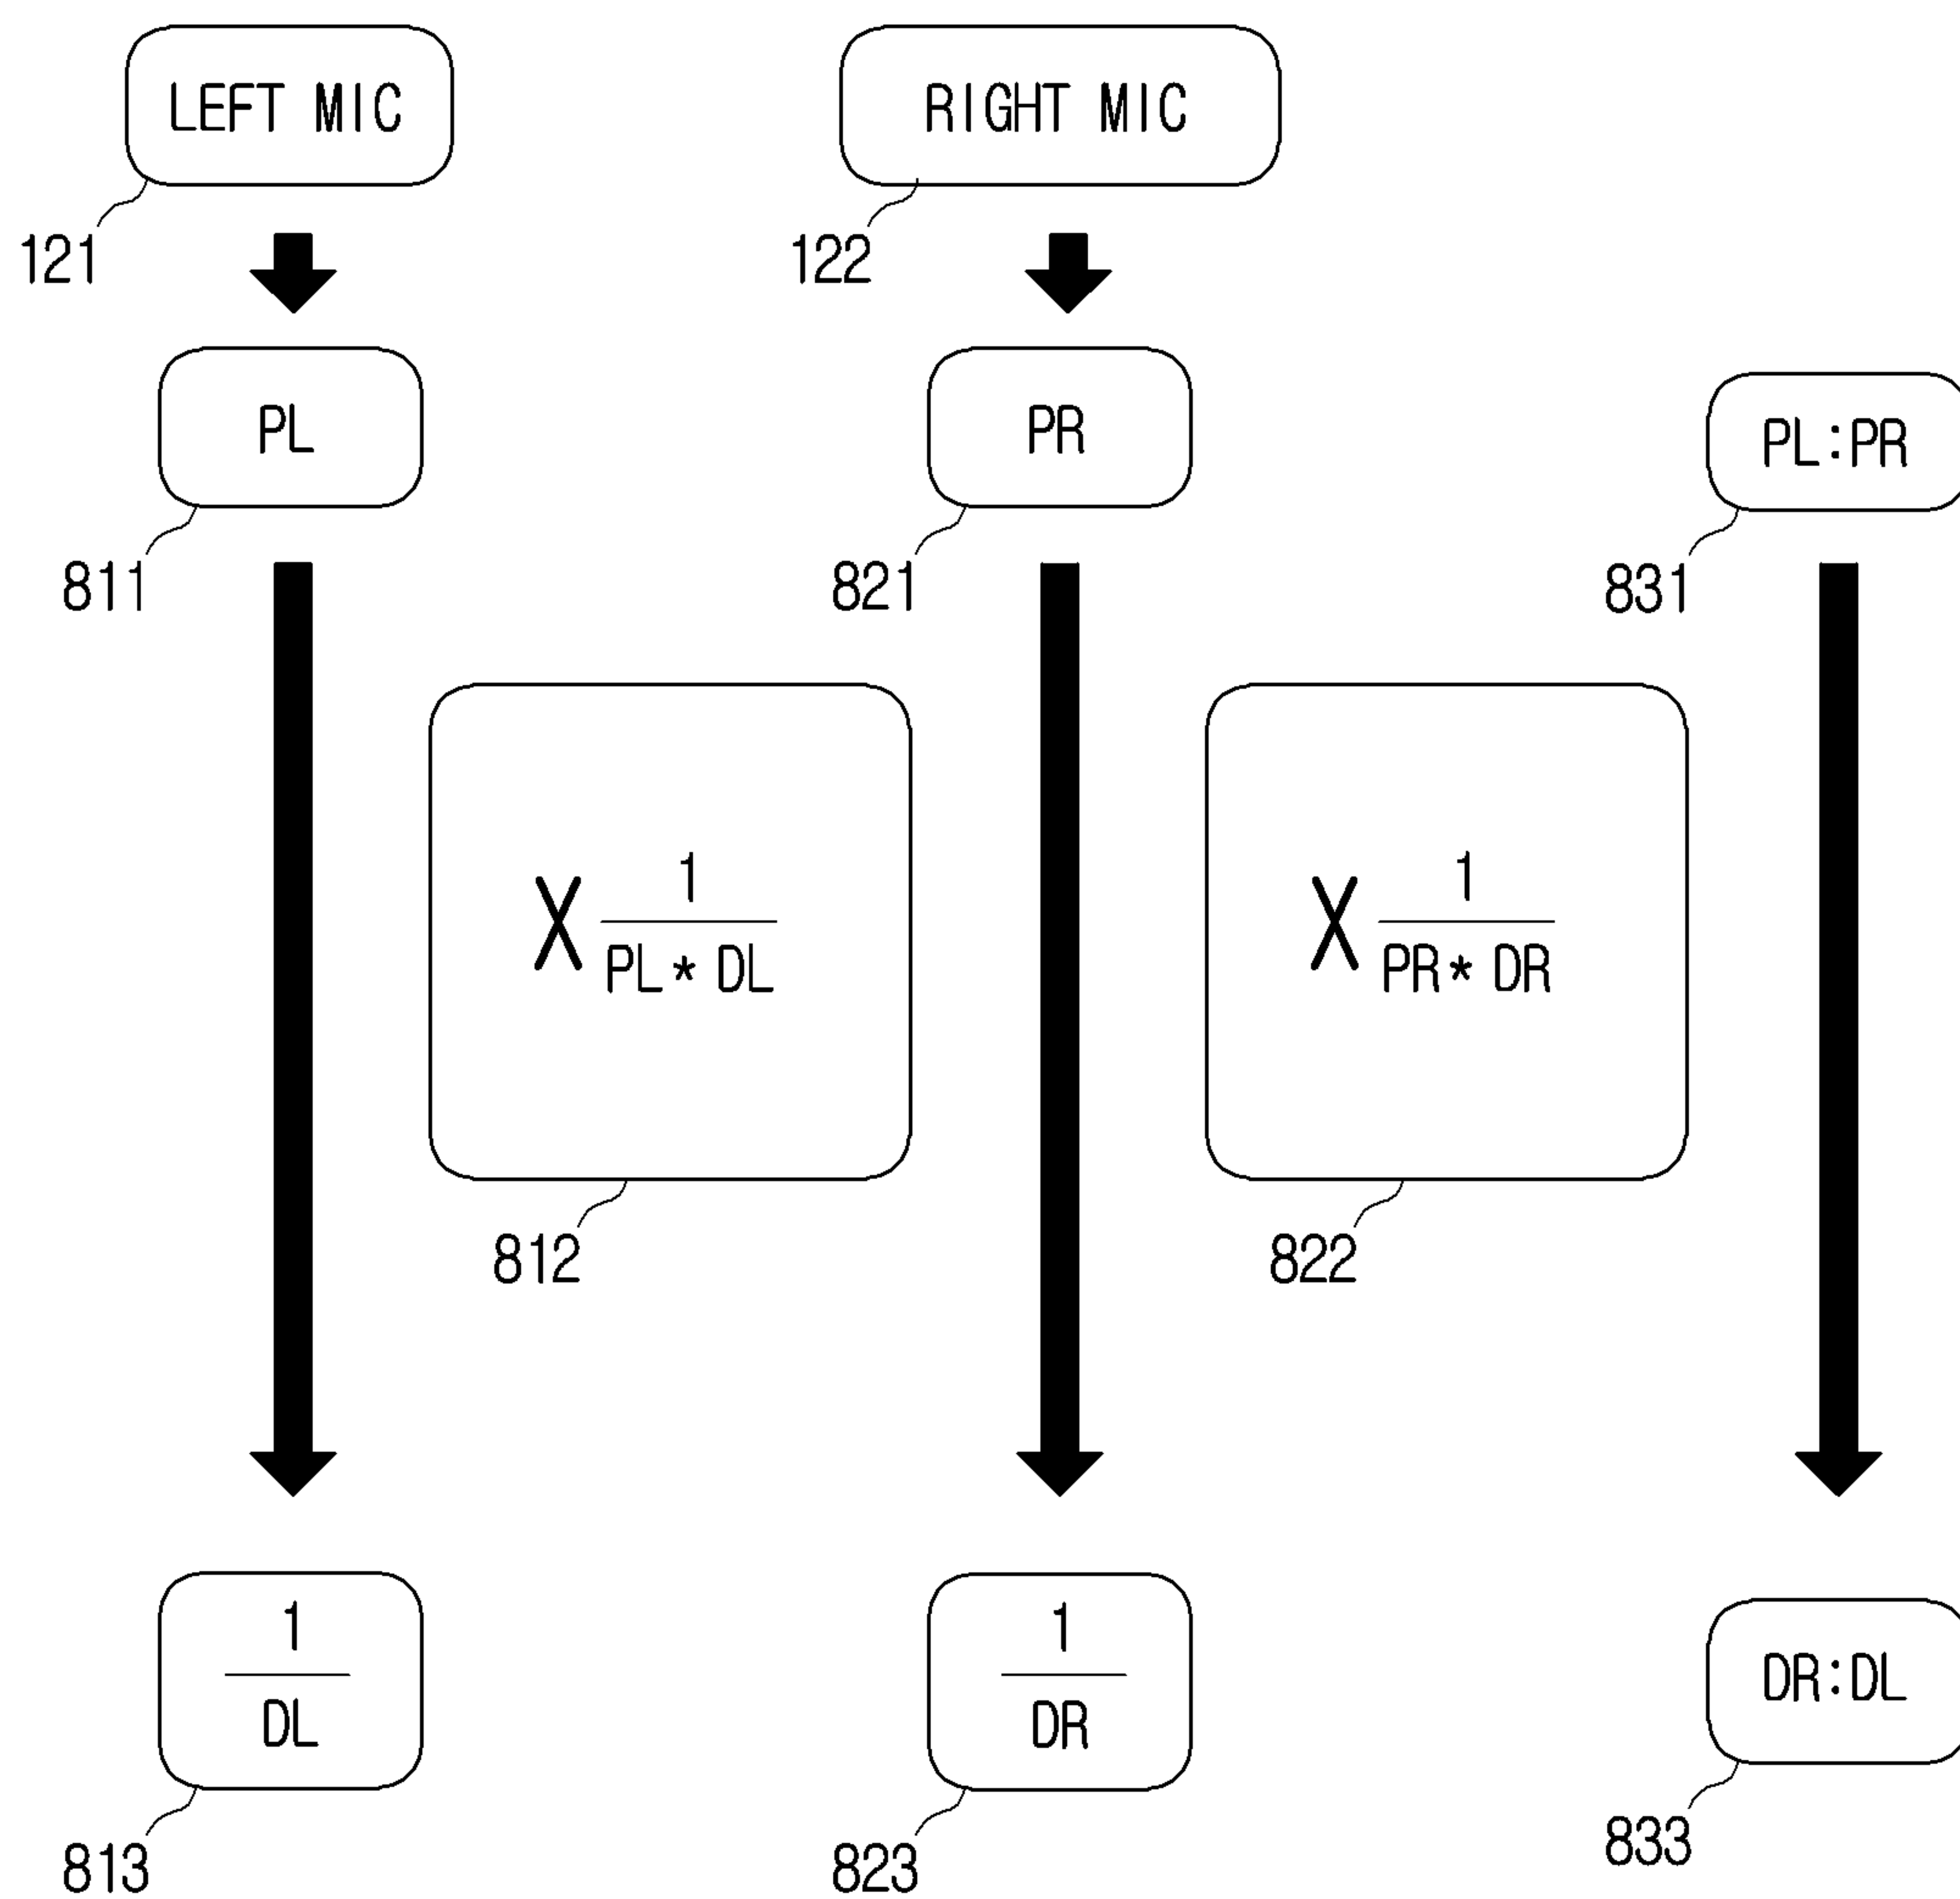 LEFT MIC
RIGHT MIC
121
122
PL
PR
PL:PR
811
821
831
X 1
PL* DL
X 1
PR* DR
812
822
1
DL
1
DR
DR:DL
813
823
833